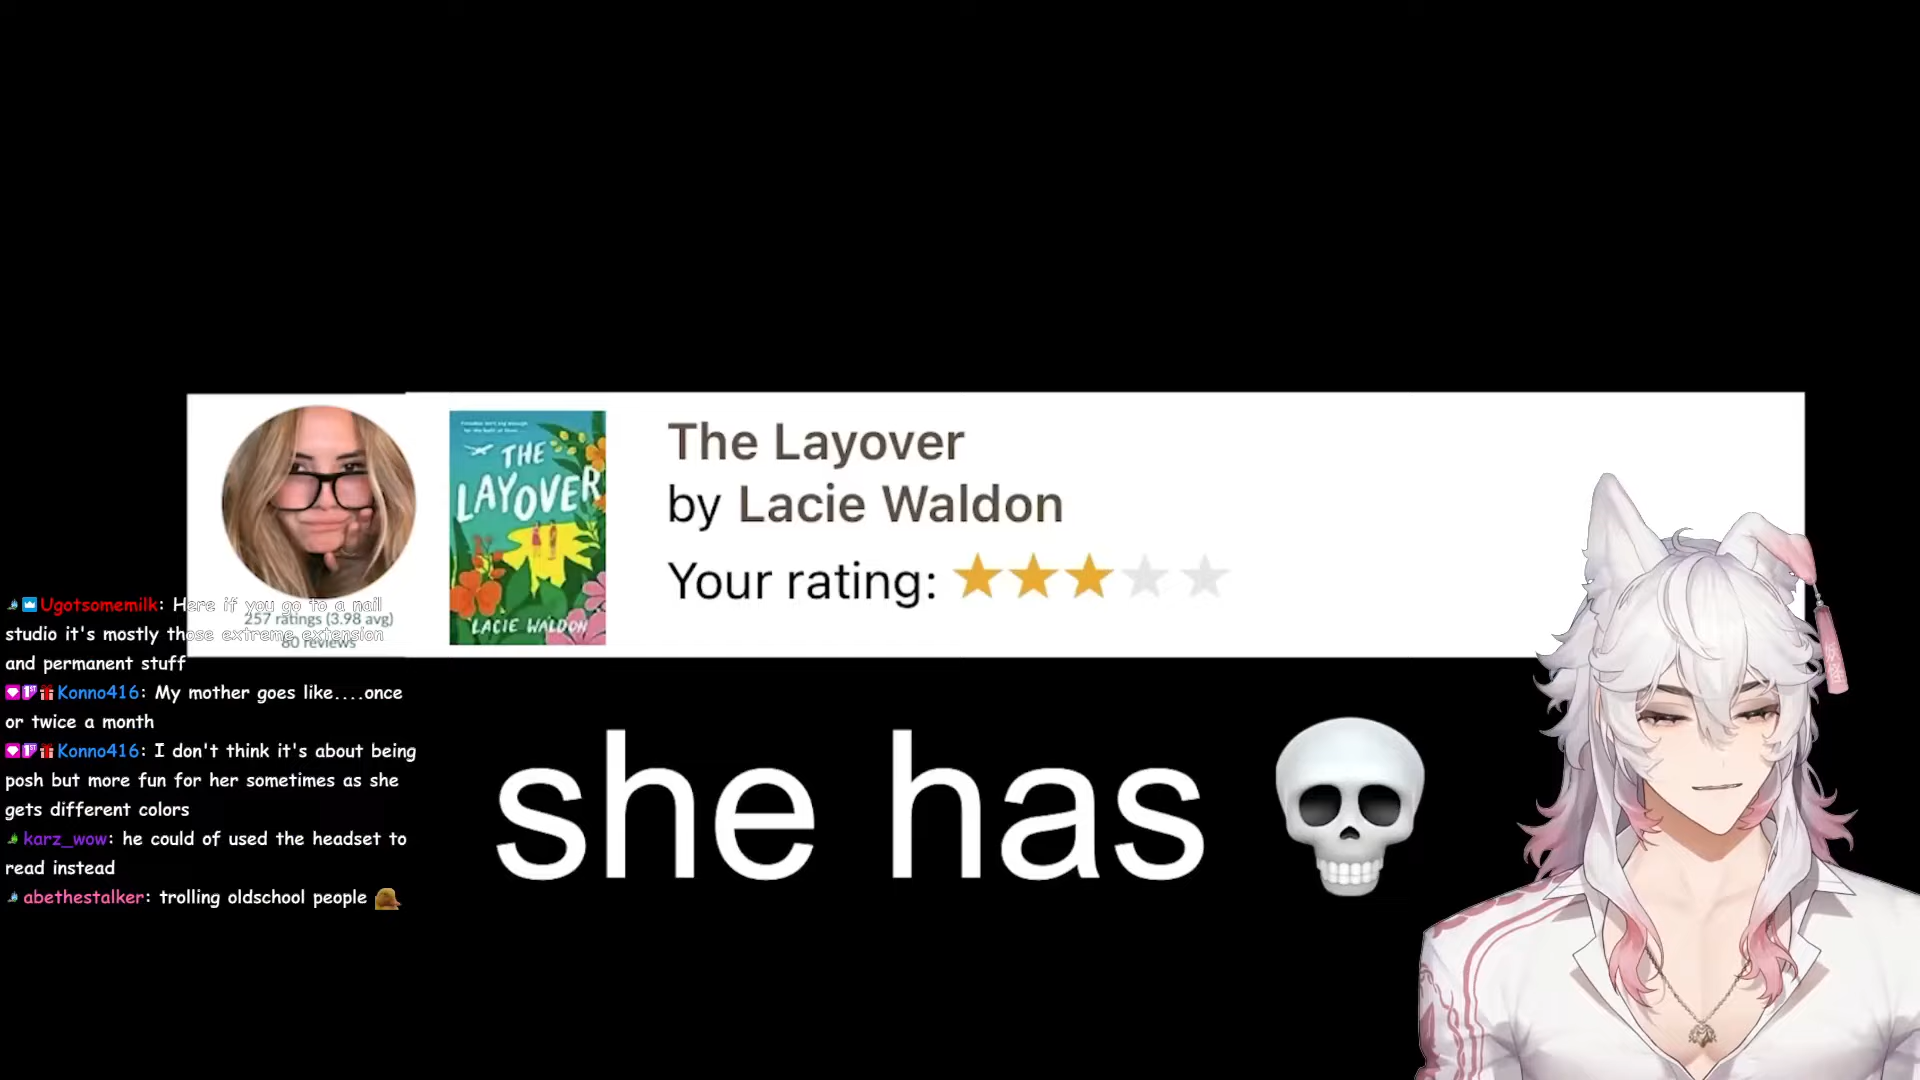 The Layover
by Lacie Waldon
Your rating:
257 ratings (3.98 avg)
80 reviews
THE
LAYOVER
LACIE WALDON
she has 💀
Ugotsomemilk: Here if you go to a nail
studio it's mostly those extreme extension
and permanent stuff
Konno416: My mother goes like....once
or twice a month
Konno416: I don't think it's about being
posh but more fun for her sometimes as she
gets different colors
karz_wow: he could of used the headset to
read instead
abethestalker: trolling oldschool people